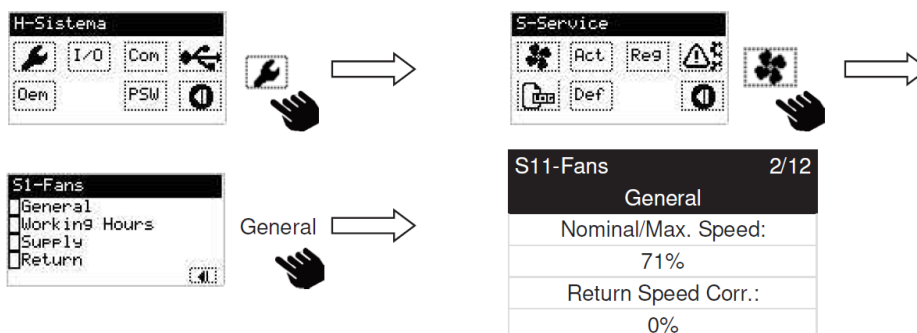 H-Sistema
I/O Com
Oem PSW
S-Service
Act Reg
Def
S1-Fans
General
Working Hours
Supply
Return
General
S11-Fans 2/12
General
Nominal/Max. Speed:
71%
Return Speed Corr.:
0%